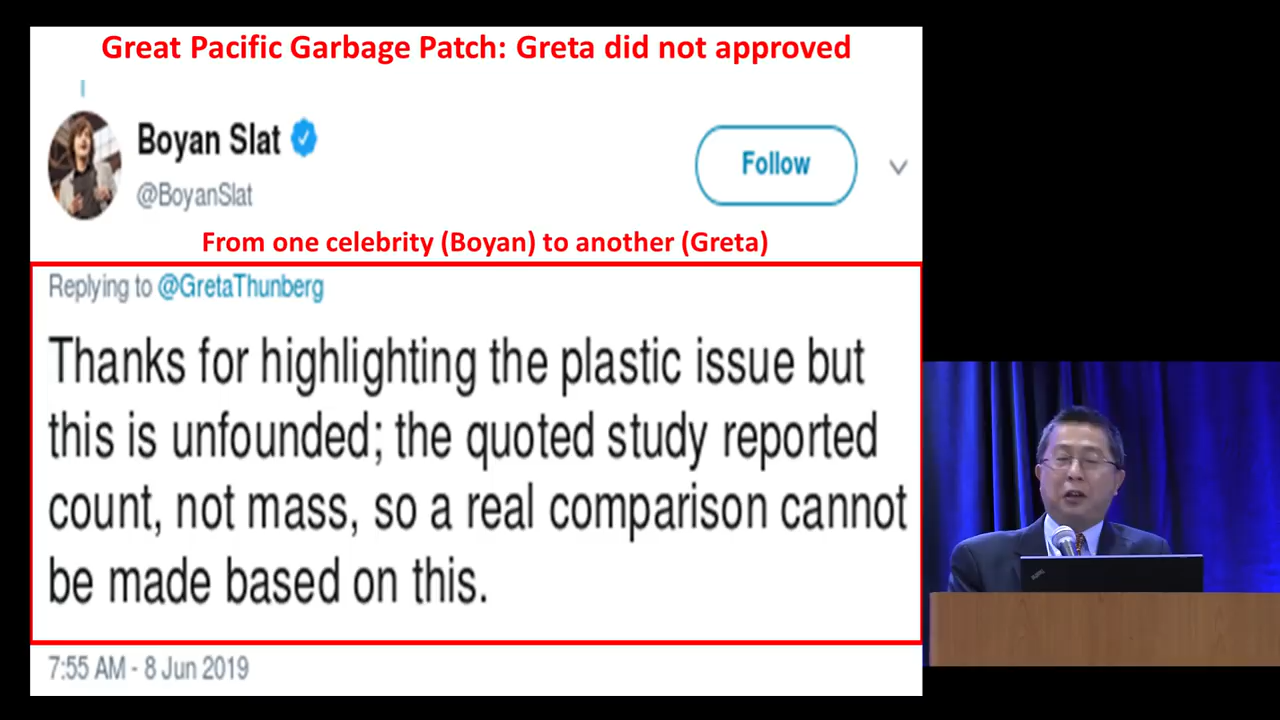 Great Pacific Garbage Patch: Greta did not approved
Boyan Slat
@BoyanSlat
Follow
From one celebrity (Boyan) to another (Greta)
Replying to @GretaThunberg
Thanks for highlighting the plastic issue but
this is unfounded; the quoted study reported
count, not mass, so a real comparison cannot
be made based on this.
7:55 AM - 8 Jun 2019